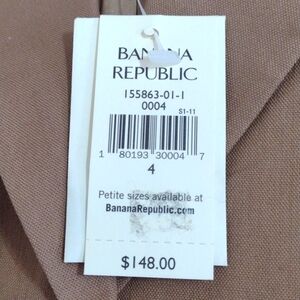 BANANA
REPUBLIC
155863-01-1
0004
S1-11
1 80193 30004 7
4
Petite sizes available at
BananaRepublic.com
$148.00